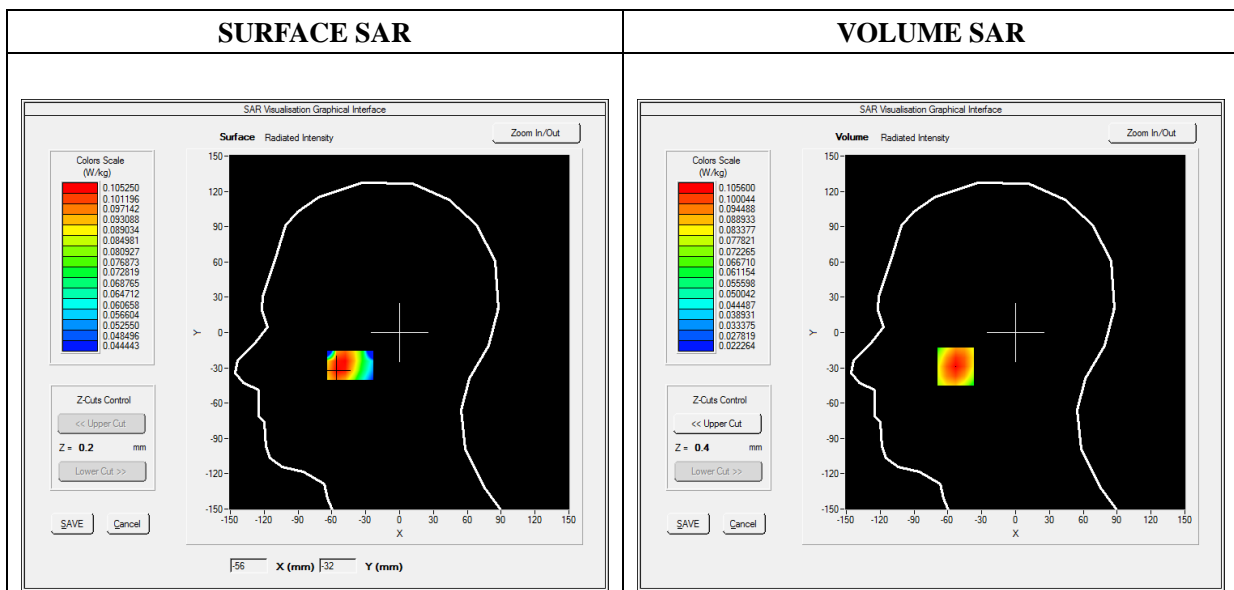 SURFACE SAR
VOLUME SAR
SAR Visualisation Graphical Interface
Surface Radiated Intensity
Zoom In/Out
Colors Scale
(W/kg)
0.105250
0.101196
0.097142
0.093088
0.089034
0.084981
0.080927
0.076873
0.072819
0.068765
0.064712
0.060658
0.056604
0.052550
0.048496
0.044443
Z-Cuts Control
<< Upper Cut
Z = 0.2 mm
Lower Cut >>
SAVE Cancel
150
120
90
60
30
0
-30
-60
-90
-120
-150
Y
-150 -120 -90 -60 -30 0 30 60 90 120 150
X
-56 X (mm) -32 Y (mm)
SAR Visualisation Graphical Interface
Volume Radiated Intensity
Zoom In/Out
Colors Scale
(W/kg)
0.105600
0.100044
0.094488
0.088933
0.083377
0.077821
0.072265
0.066710
0.061154
0.055598
0.050042
0.044487
0.038931
0.033375
0.027819
0.022264
Z-Cuts Control
<< Upper Cut
Z = 0.4 mm
Lower Cut >>
SAVE Cancel
150
120
90
60
30
0
-30
-60
-90
-120
-150
Y
-150 -120 -90 -60 -30 0 30 60 90 120 150
X